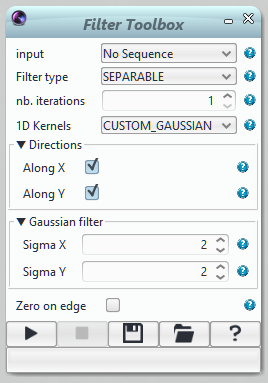 Filter Toolbox
input No Sequence
Filter type SEPARABLE
nb. iterations 1
1D Kernels CUSTOM_GAUSSIAN
Directions
Along X
Along Y
Gaussian filter
Sigma X 2
Sigma Y 2
Zero on edge
?